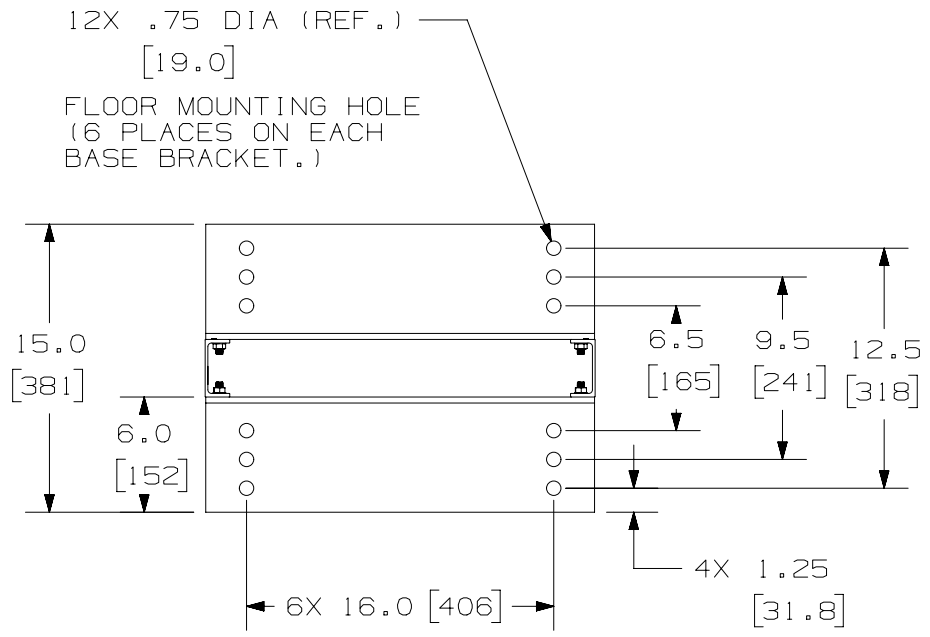 12X .75 DIA (REF.)
[19.0]
FLOOR MOUNTING HOLE
(6 PLACES ON EACH
BASE BRACKET.)
15.0
[381]
6.0
[152]
6.5
[165]
9.5
[241]
12.5
[318]
4X 1.25
[31.8]
6X 16.0 [406]